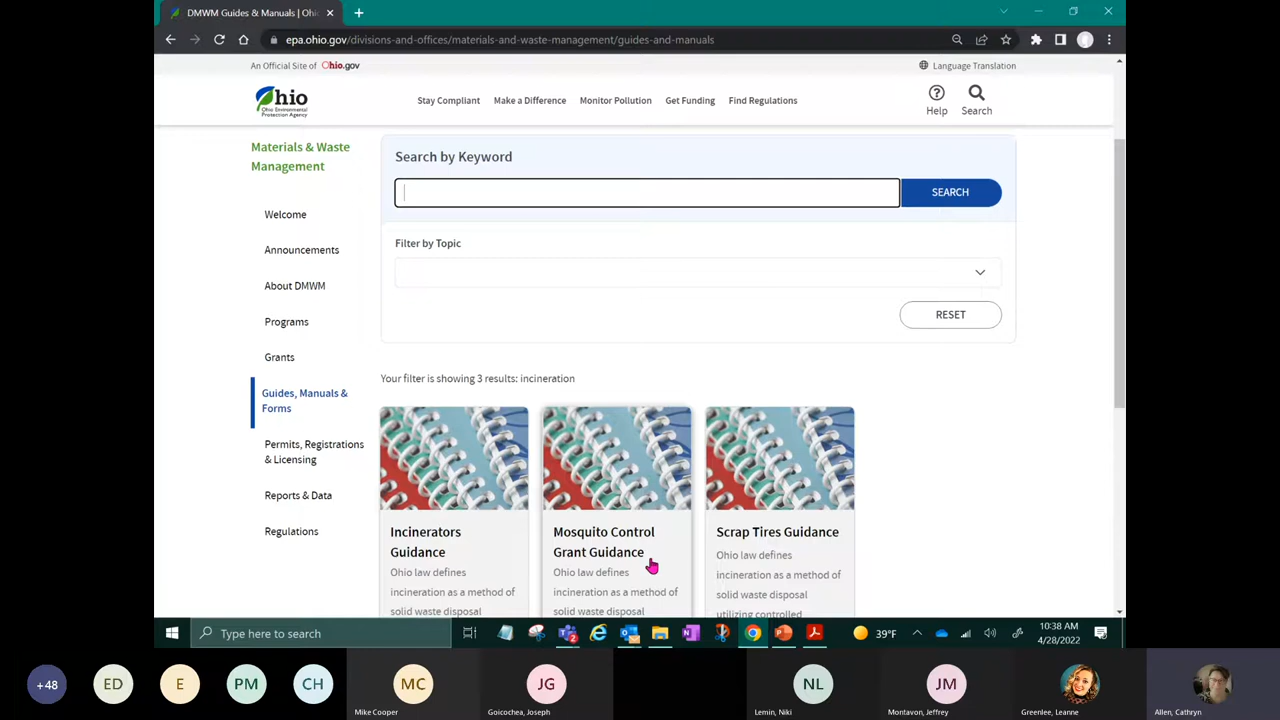 DMWM Guides & Manuals | Ohi
epa.ohio.gov/divisions-and-offices/materials-and-waste-management/guides-and-manuals
An Official Site of Ohio.gov
Language Translation
Ohio
Ohio Environmental
Protection Agency
Stay Compliant
Make a Difference
Monitor Pollution
Get Funding
Find Regulations
Help
Search
Materials & Waste
Management
Welcome
Announcements
About DMWM
Programs
Grants
Guides, Manuals &
Forms
Permits, Registrations
& Licensing
Reports & Data
Regulations
Search by Keyword
SEARCH
Filter by Topic
RESET
Your filter is showing 3 results: incineration
Incinerators
Guidance
Ohio law defines
incineration as a method of
solid waste disposal
Mosquito Control
Grant Guidance
Ohio law defines
incineration as a method of
solid waste disposal
Scrap Tires Guidance
Ohio law defines
incineration as a method of
solid waste disposal
utilizing controlled
Type here to search
39°F
10:38 AM
4/28/2022
+48
ED
E
PM
CH
MC
Mike Cooper
JG
Goicochea, Joseph
NL
Lemin, Niki
JM
Montavon, Jeffrey
Greenlee, Leanne
Allen, Cathryn